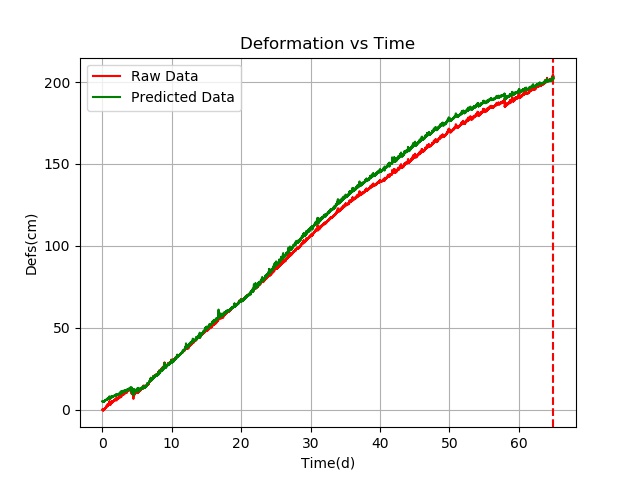 Deformation vs Time
Raw Data
Predicted Data
200
150
100
50
0
Defs(cm)
0 10 20 30 40 50 60
Time(d)